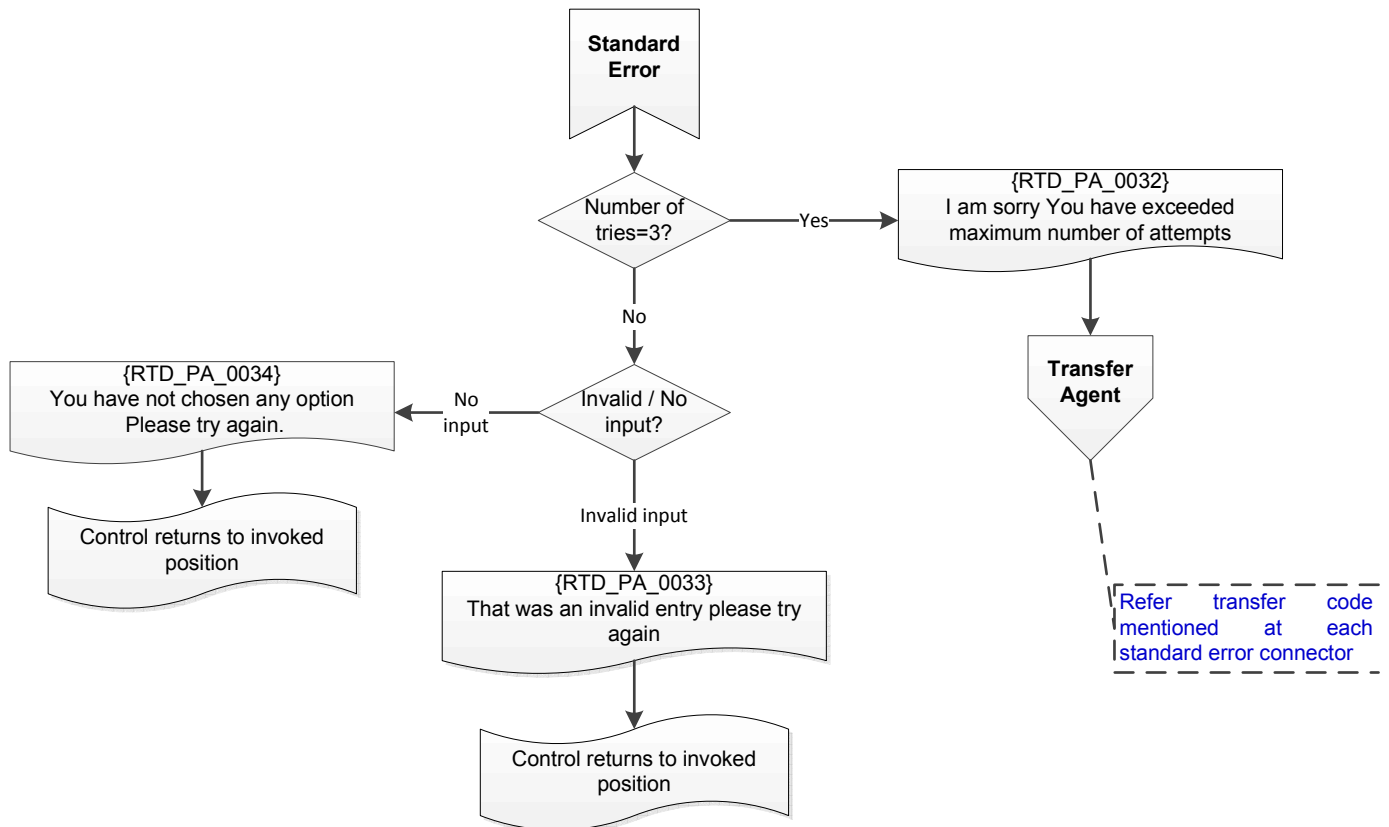 Standard
Error
{RTD_PA_0032}
I am sorry You have exceeded
maximum number of attempts
Number of
tries=3?
Yes
No
Transfer
Agent
{RTD_PA_0034}
You have not chosen any option
Please try again.
No
input
Invalid / No
input?
Control returns to invoked
position
Invalid input
{RTD_PA_0033}
That was an invalid entry please try
again
Refer transfer code
mentioned at each
standard error connector
Control returns to invoked
position